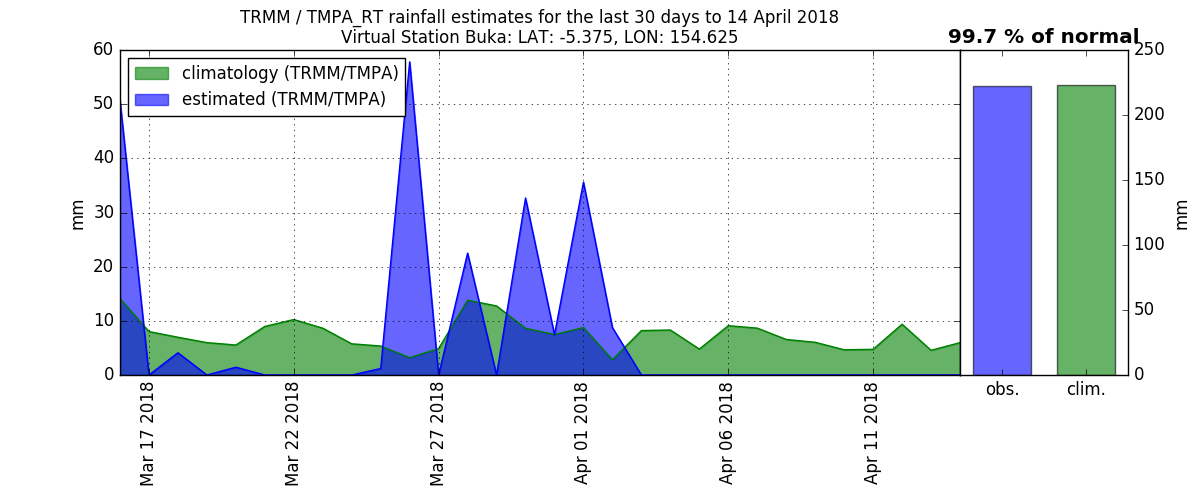 TRMM / TMPA_RT rainfall estimates for the last 30 days to 14 April 2018
Virtual Station Buka: LAT: -5.375, LON: 154.625
99.7 % of normal
climatology (TRMM/TMPA)
estimated (TRMM/TMPA)
60
50
40
30
20
10
0
mm
Mar 17 2018
Mar 22 2018
Mar 27 2018
Apr 01 2018
Apr 06 2018
Apr 11 2018
250
200
150
100
50
0
mm
obs.
clim.